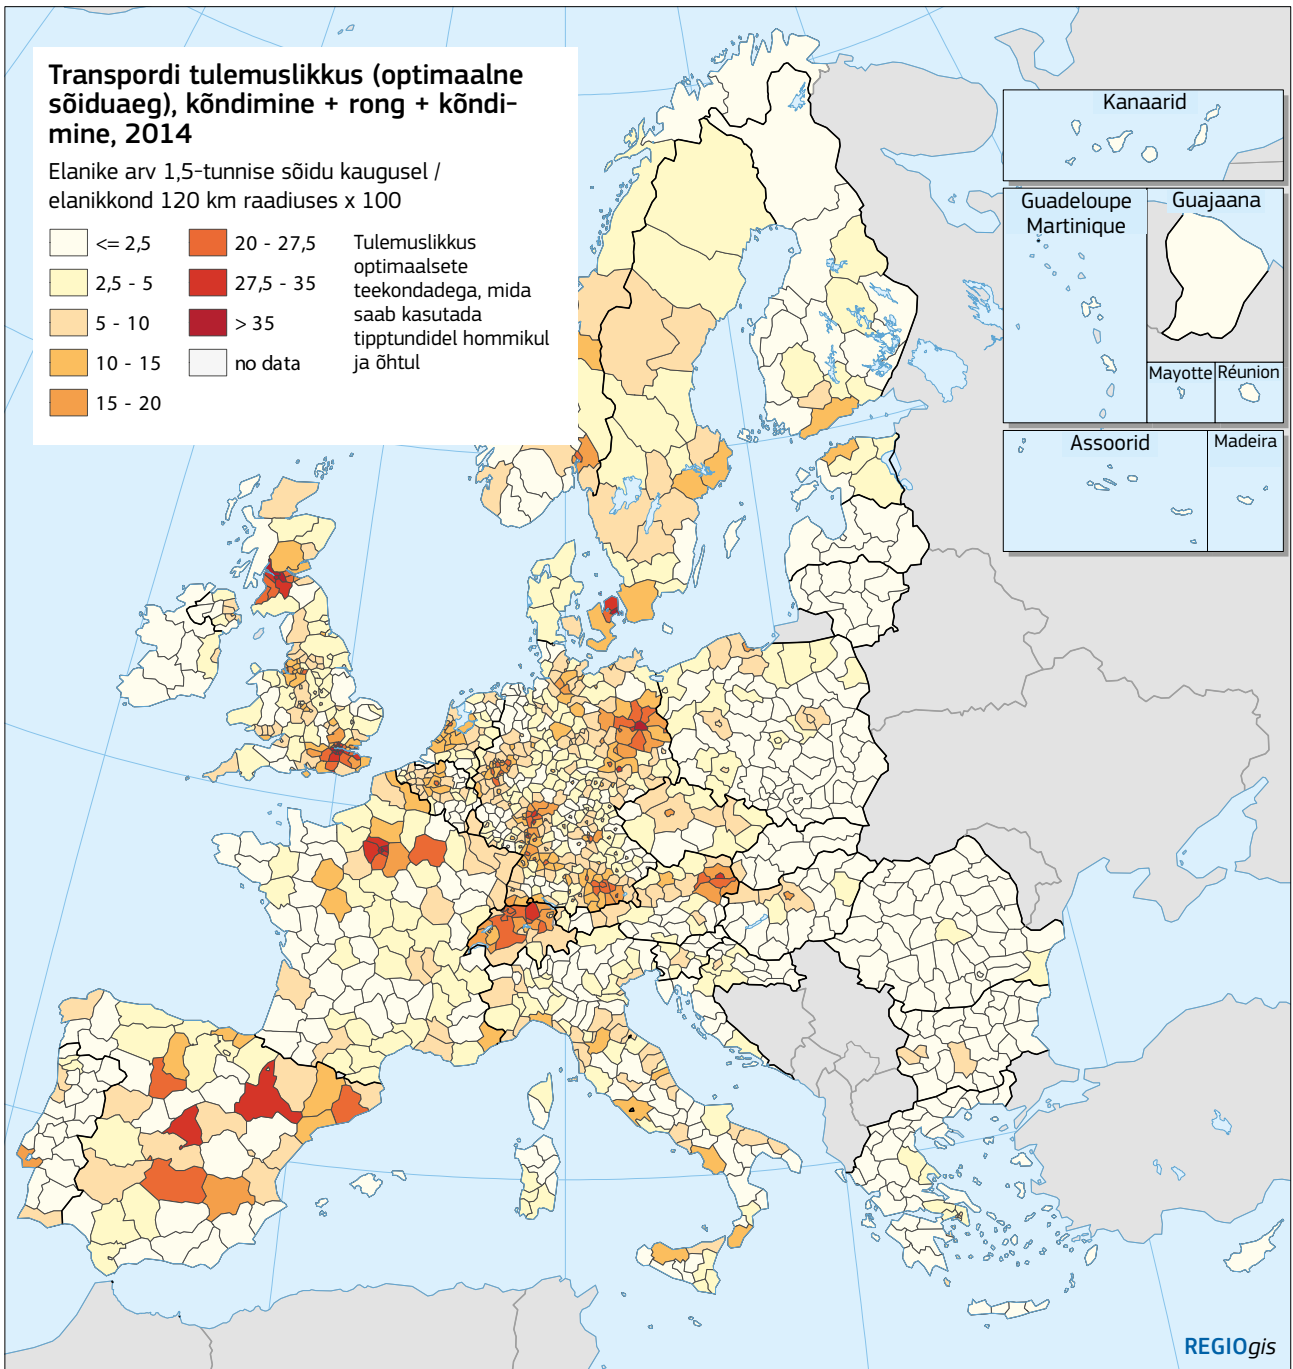 Transpordi tulemuslikkus (optimaalne
sõiduaeg), kõndimine + rong + kõndi-
mine, 2014
Elanike arv 1,5-tunnise sõidu kaugusel /
elanikkond 120 km raadiuses x 100
<= 2,5
2,5 - 5
5 - 10
10 - 15
15 - 20
20 - 27,5
27,5 - 35
> 35
no data
Tulemuslikkus
optimaalsete
teekondadega, mida
saab kasutada
tipptundidel hommikul
ja õhtul
Kanaarid
Guadeloupe
Martinique
Guajaana
Mayotte
Réunion
Assoorid
Madeira
REGIOgis